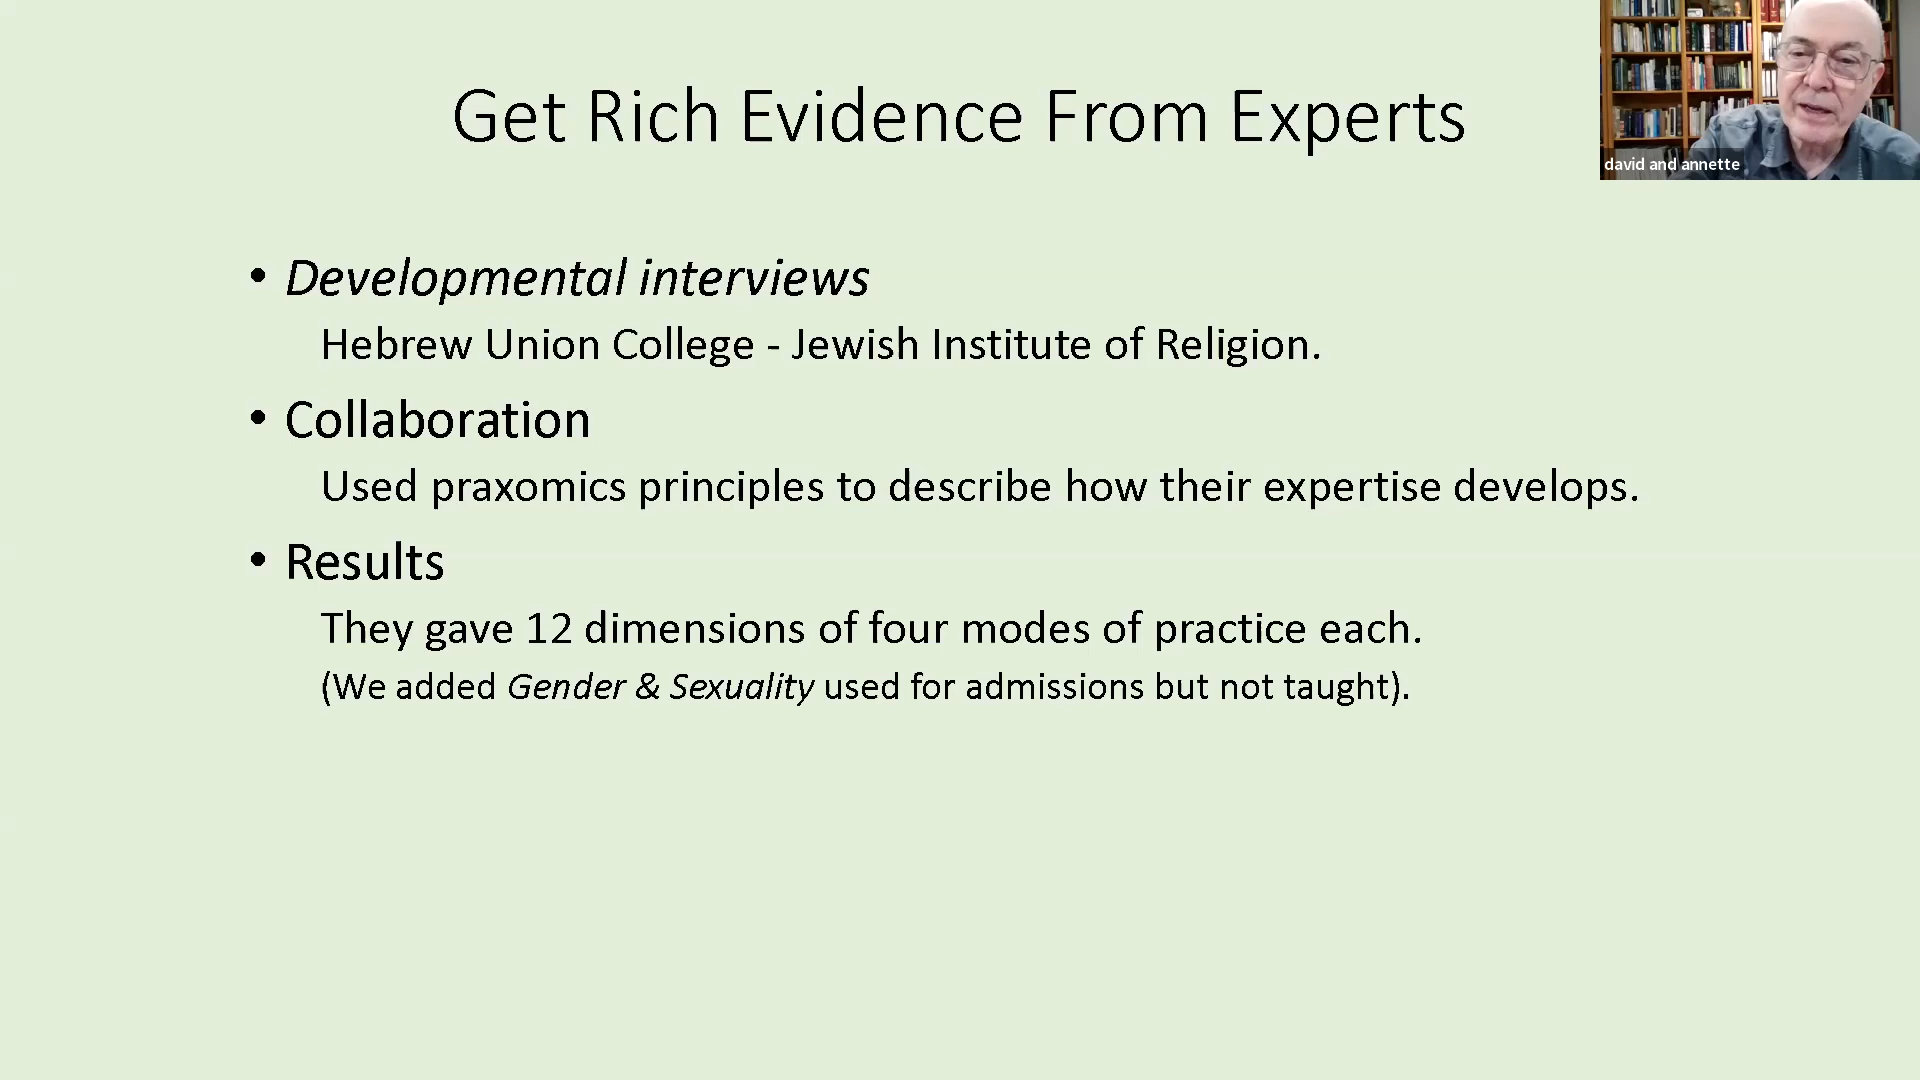 Get Rich Evidence From Experts
david and annette
• Developmental interviews
Hebrew Union College - Jewish Institute of Religion.
• Collaboration
Used praxomics principles to describe how their expertise develops.
• Results
They gave 12 dimensions of four modes of practice each.
(We added Gender & Sexuality used for admissions but not taught).